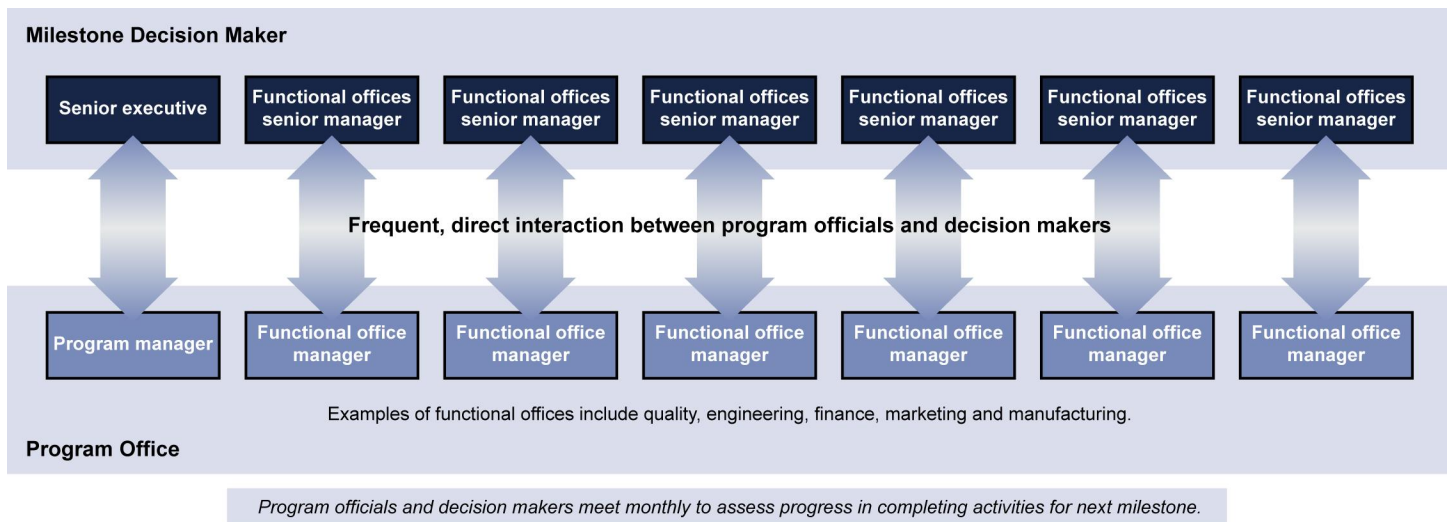 Milestone Decision Maker
Senior executive
Functional offices
senior manager
Functional offices
senior manager
Functional offices
senior manager
Functional offices
senior manager
Functional offices
senior manager
Functional offices
senior manager
Frequent, direct interaction between program officials and decision makers
Program manager
Functional office
manager
Functional office
manager
Functional office
manager
Functional office
manager
Functional office
manager
Functional office
manager
Examples of functional offices include quality, engineering, finance, marketing and manufacturing.
Program Office
Program officials and decision makers meet monthly to assess progress in completing activities for next milestone.